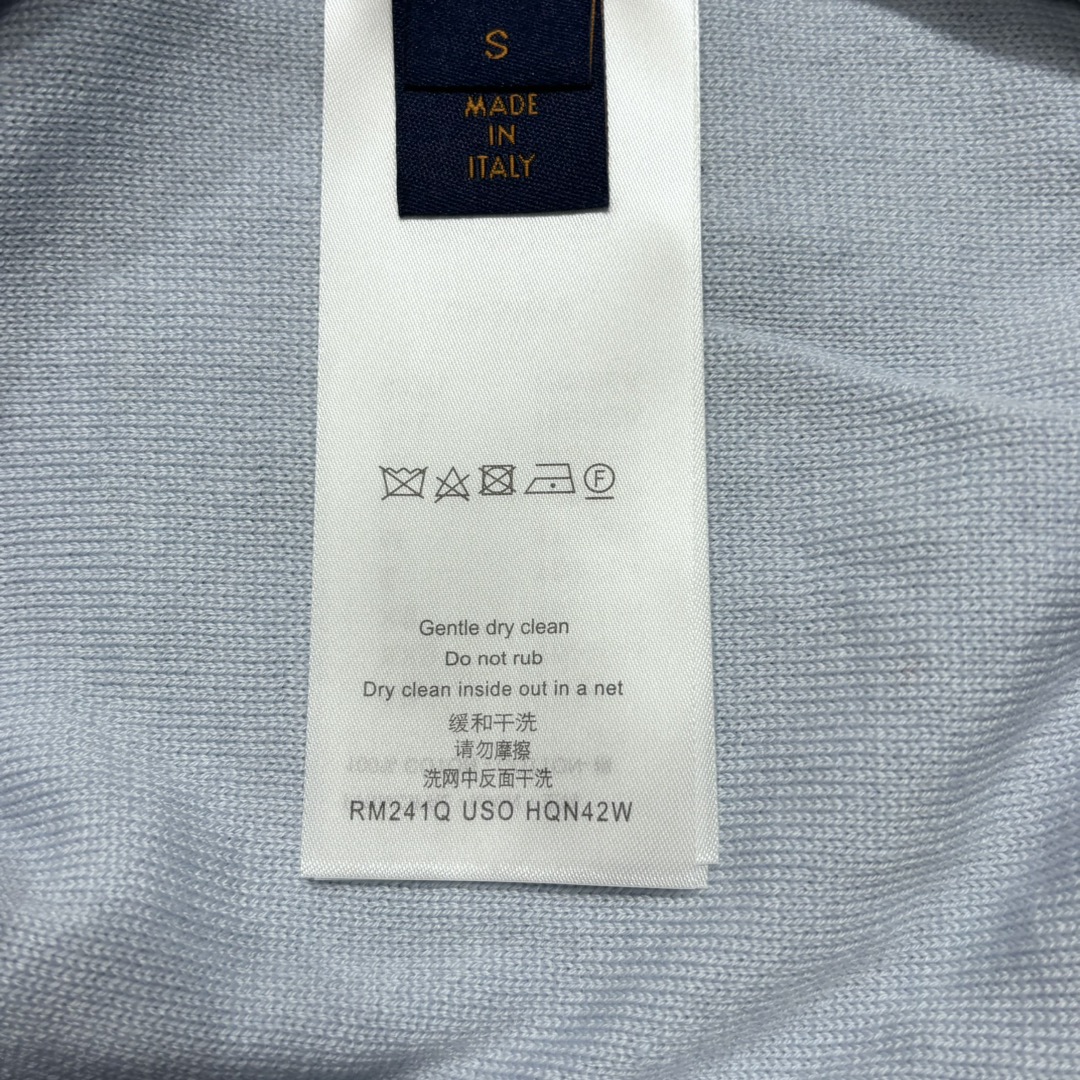 S
MADE
IN
ITALY
F
Gentle dry clean
Do not rub
Dry clean inside out in a net
缓和干洗
请勿摩擦
洗网中反面干洗
RM241Q USO HQN42W